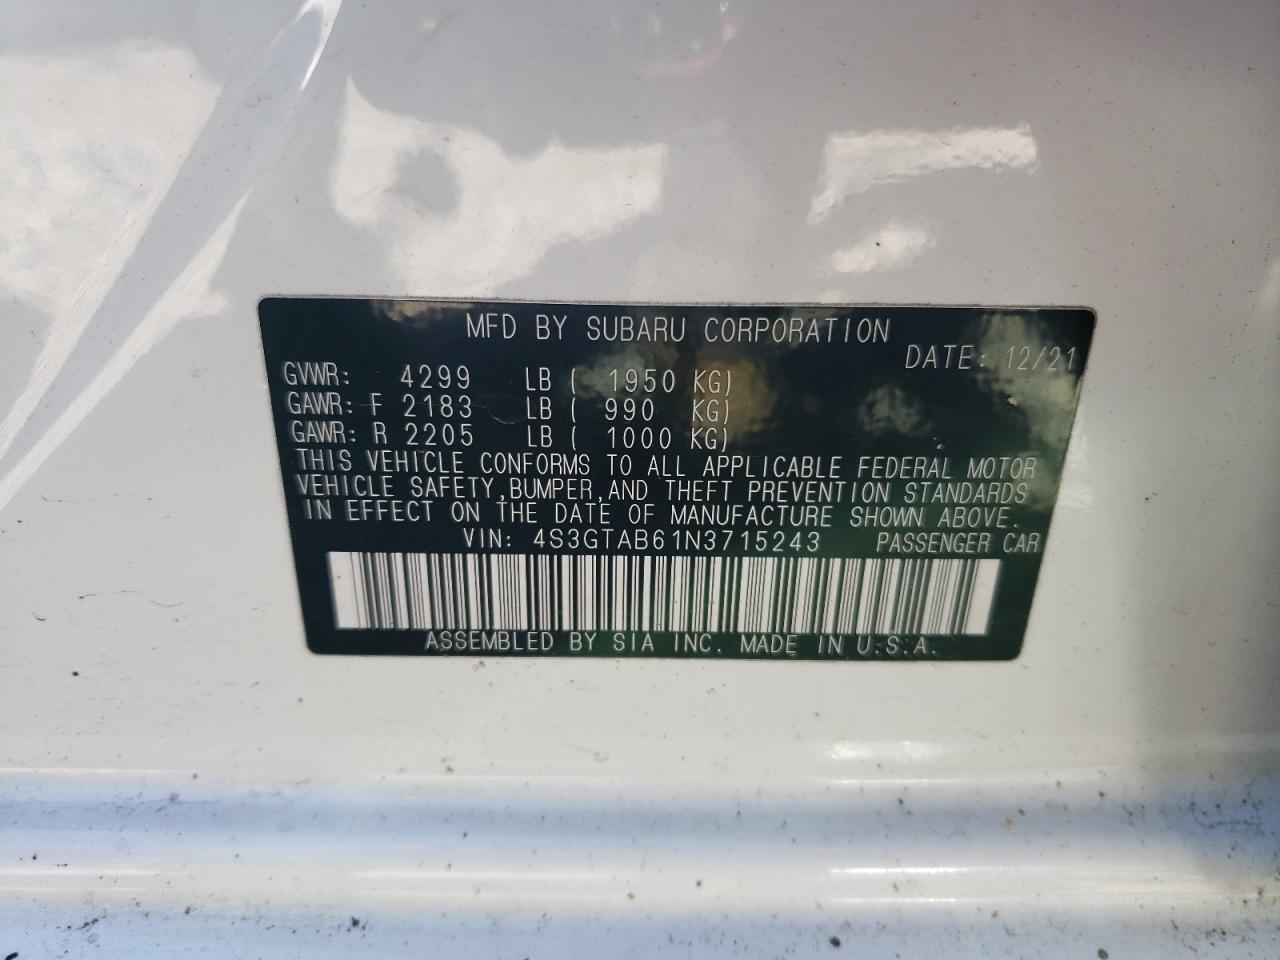 MFD BY SUBARU CORPORATION
DATE: 12/21
GVWR: 4299 LB ( 1950 KG)
GAWR: F 2183 LB ( 990 KG)
GAWR: R 2205 LB ( 1000 KG)
THIS VEHICLE CONFORMS TO ALL APPLICABLE FEDERAL MOTOR
VEHICLE SAFETY,BUMPER,AND THEFT PREVENTION STANDARDS
IN EFFECT ON THE DATE OF MANUFACTURE SHOWN ABOVE.
VIN: 4S3GTAB61N3715243 PASSENGER CAR
ASSEMBLED BY SIA INC. MADE IN U.S.A.